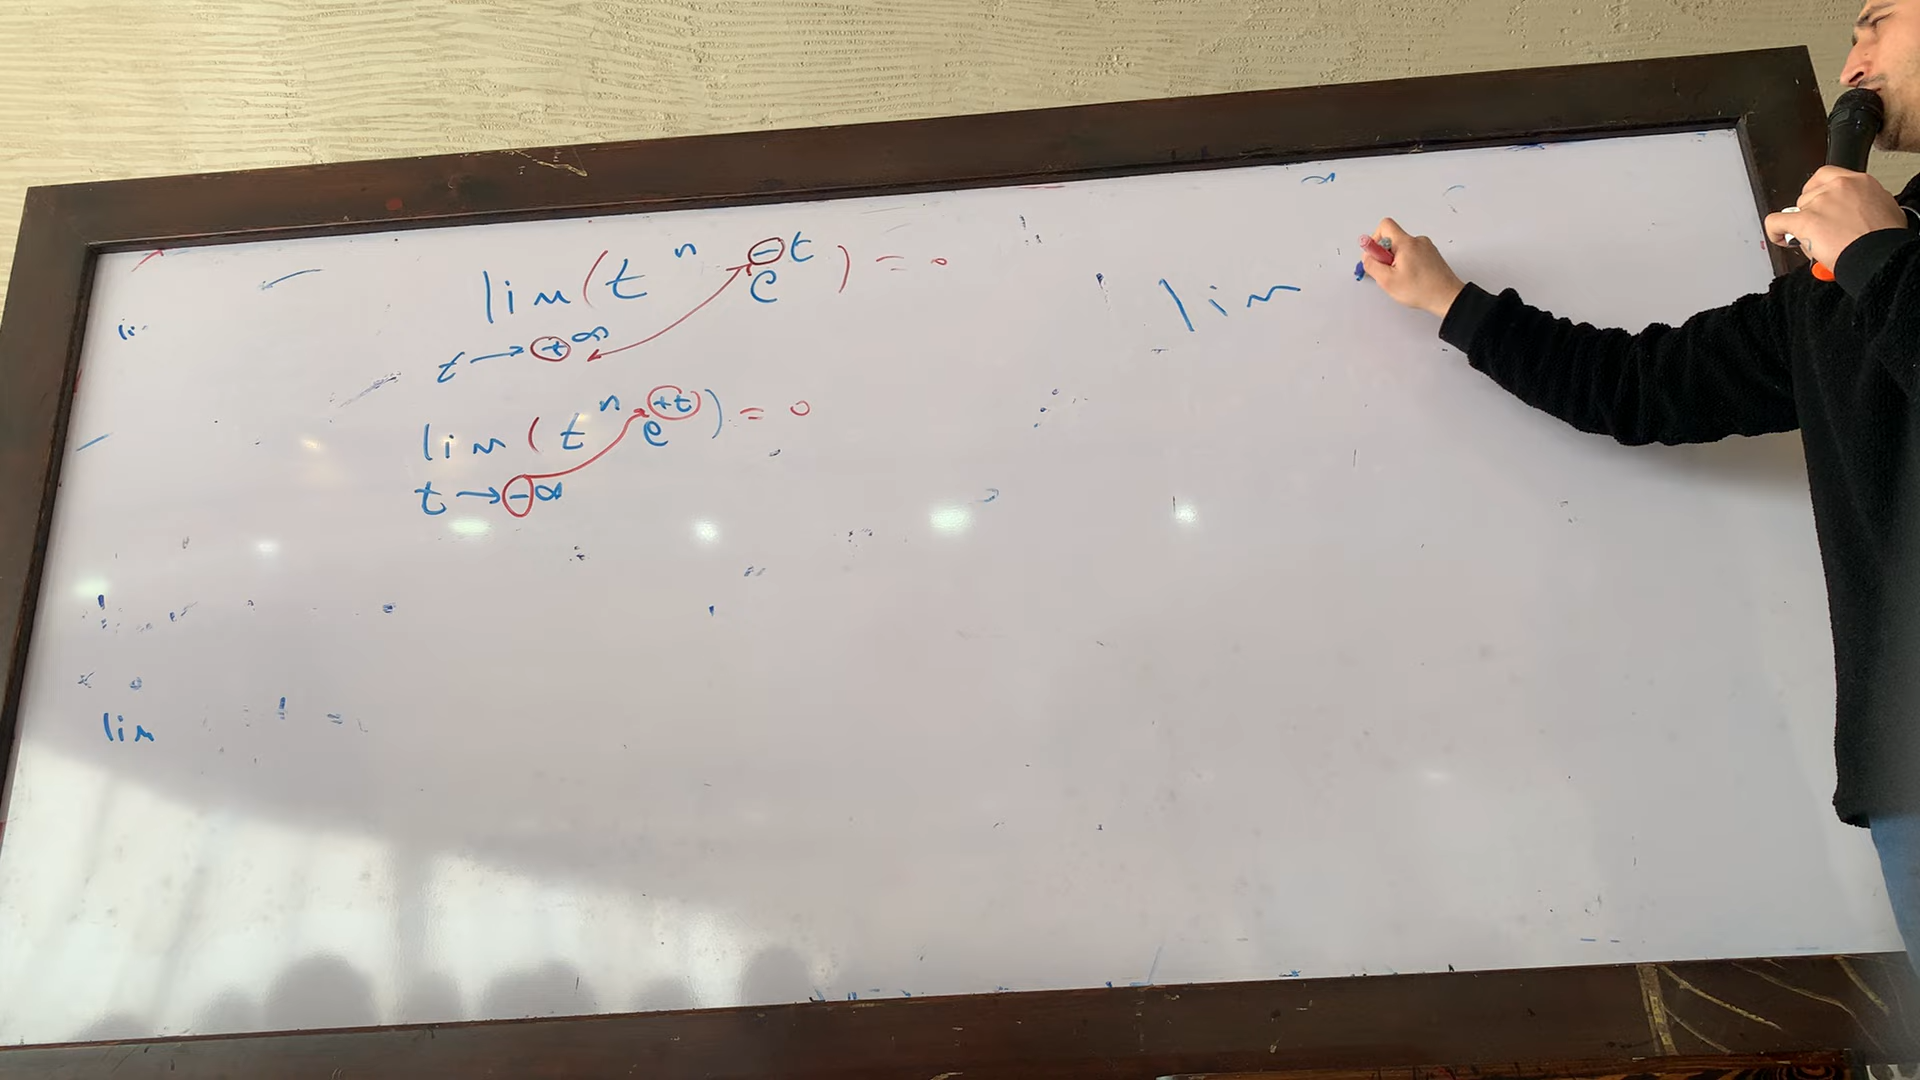 lim (t^n e^-t) = 0
t → +∞
lim (t^n e^+t) = 0
t → -∞
lim
lim